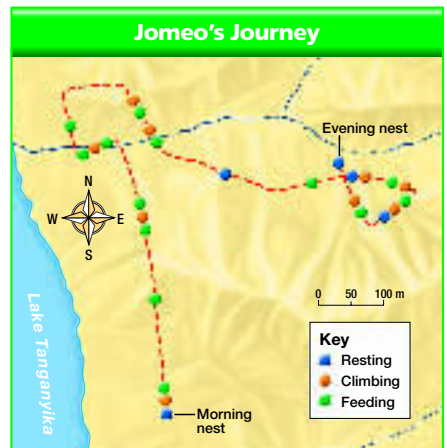 Jomeo's Journey
Evening nest
N
W E
S
0 50 100 m
Lake Tanganyika
Key
Resting
Climbing
Feeding
Morning
nest